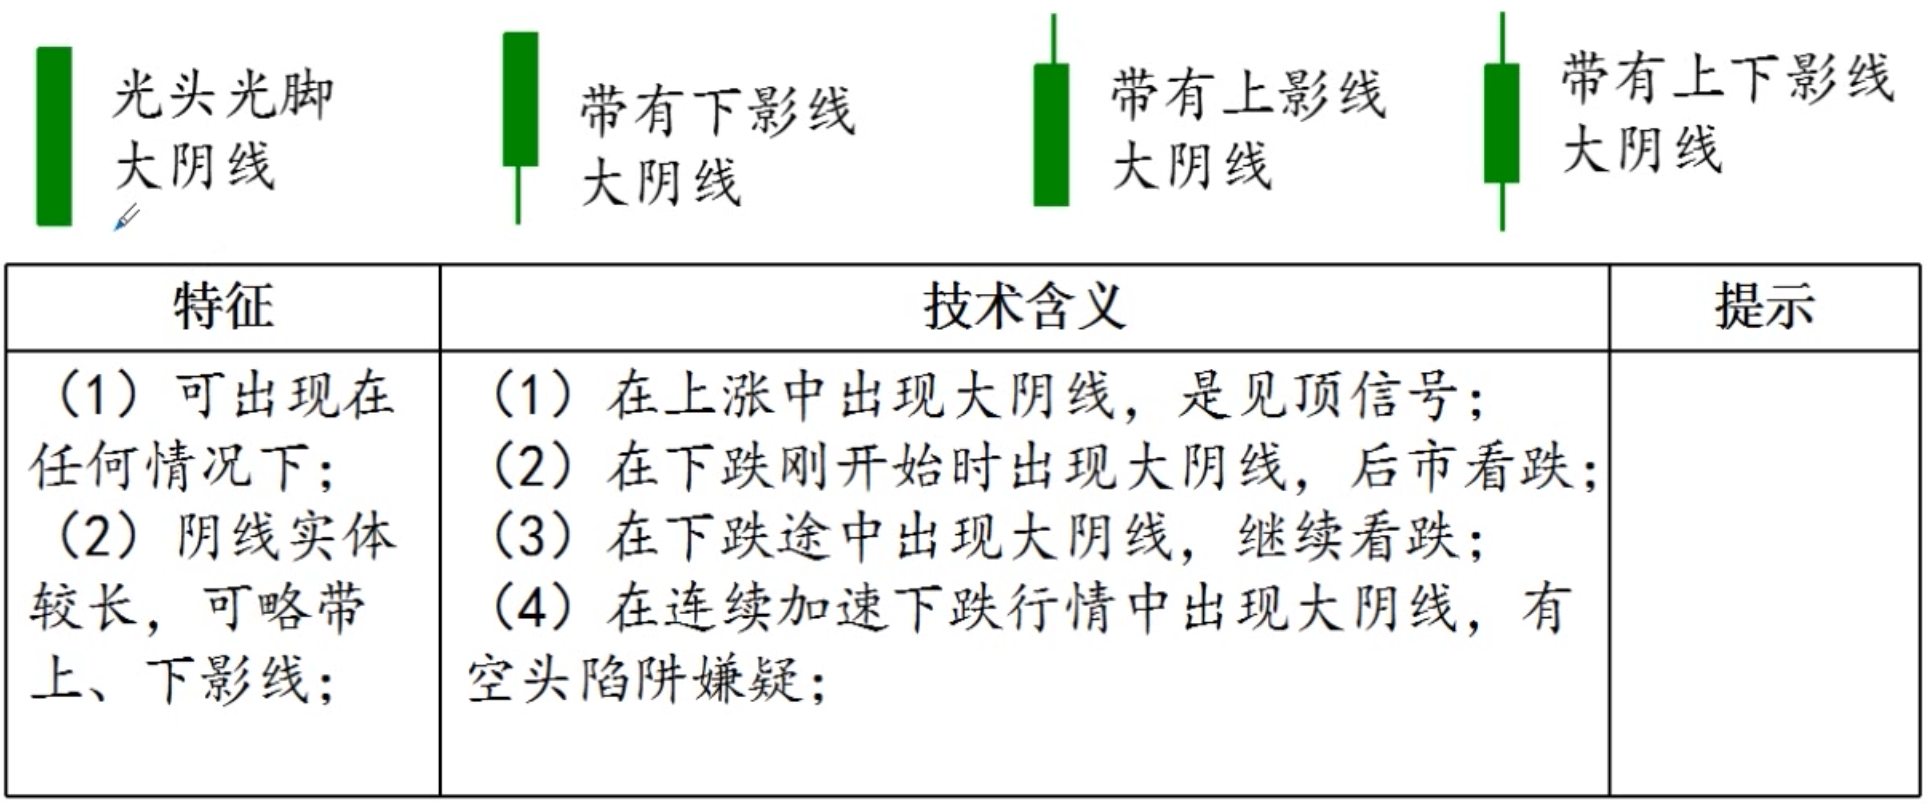 光头光脚
大阴线
带有下影线
大阴线
带有上影线
大阴线
带有上下影线
大阴线
特征
技术含义
提示
（1）可出现在
任何情况下；
（2）阴线实体
较长，可略带
上、下影线；
（1）在上涨中出现大阴线，是见顶信号；
（2）在下跌刚开始时出现大阴线，后市看跌；
（3）在下跌途中出现大阴线，继续看跌；
（4）在连续加速下跌行情中出现大阴线，有
空头陷阱嫌疑；